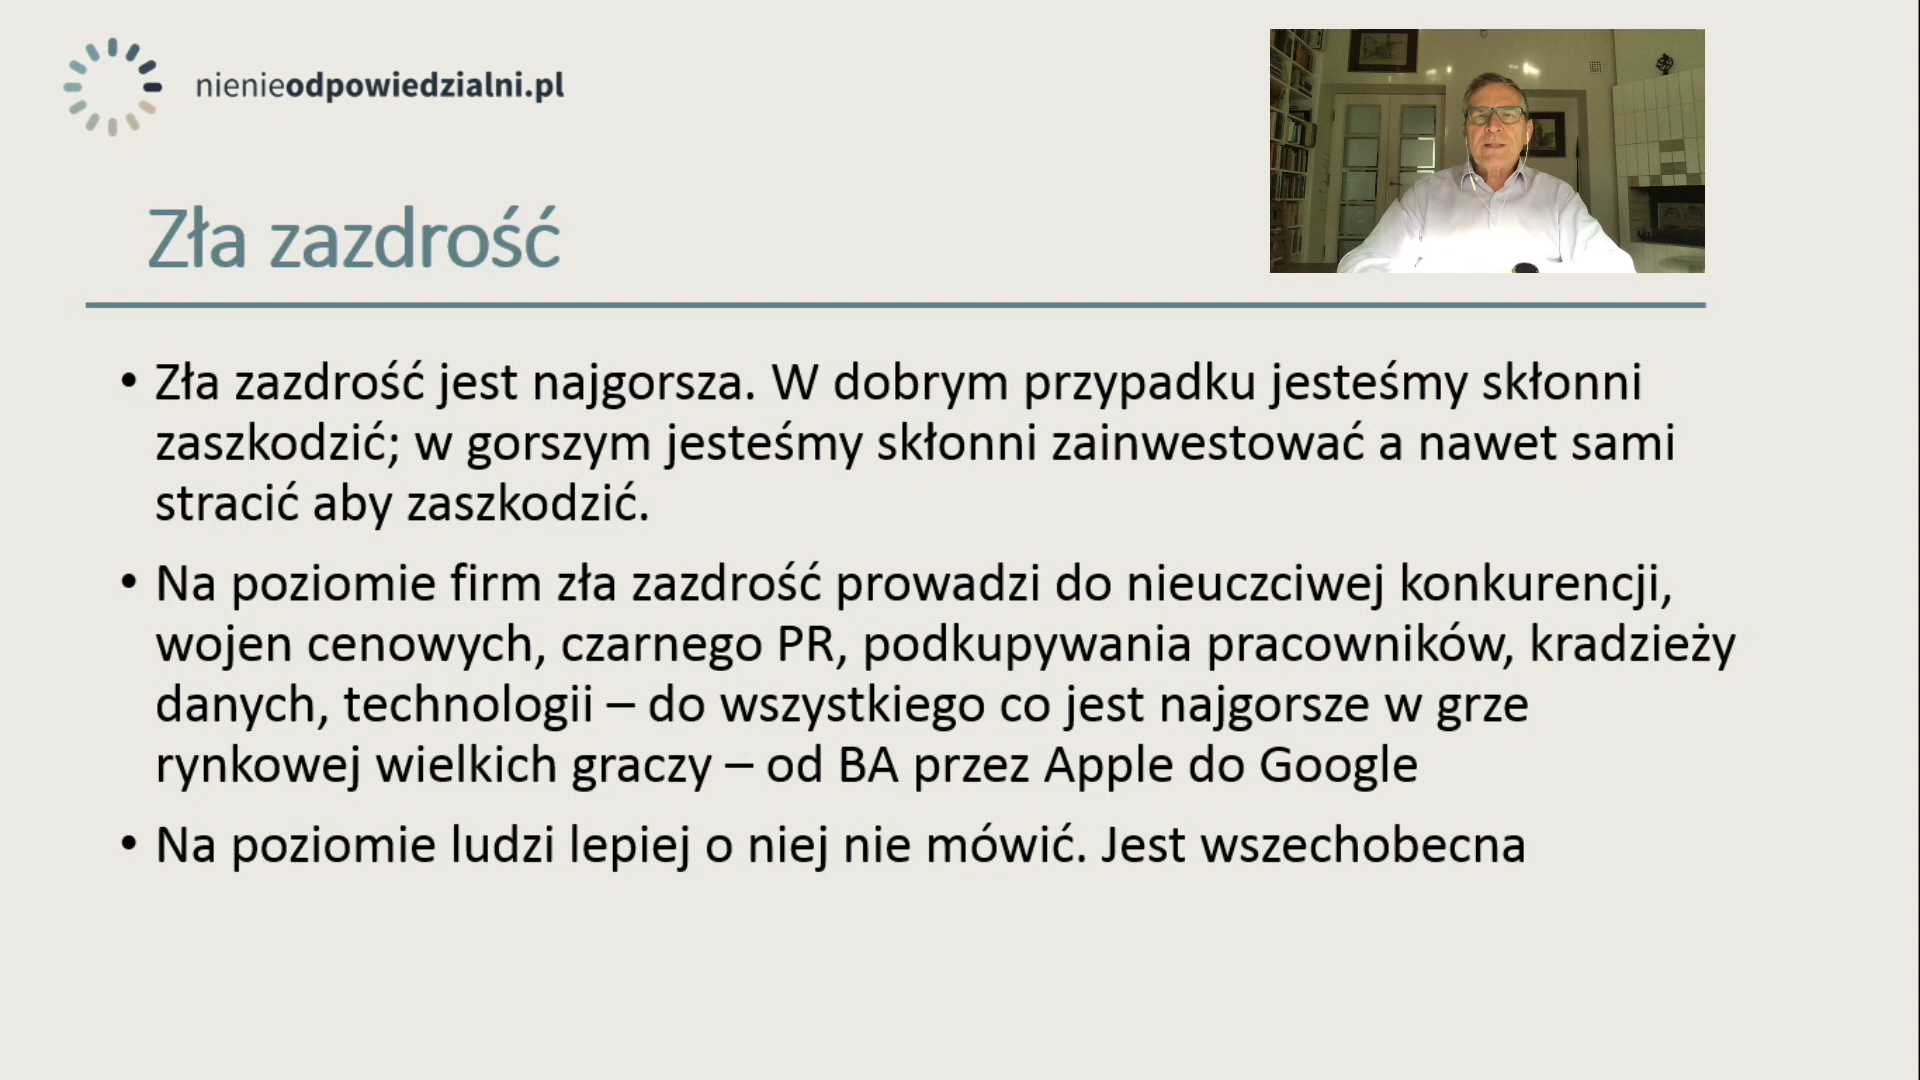 nienieodpowiedzialni.pl
Zła zazdrość
• Zła zazdrość jest najgorsza. W dobrym przypadku jesteśmy skłonni
zaszkodzić; w gorszym jesteśmy skłonni zainwestować a nawet sami
stracić aby zaszkodzić.
• Na poziomie firm zła zazdrość prowadzi do nieuczciwej konkurencji,
wojen cenowych, czarnego PR, podkupywania pracowników, kradzieży
danych, technologii – do wszystkiego co jest najgorsze w grze
rynkowej wielkich graczy – od BA przez Apple do Google
• Na poziomie ludzi lepiej o niej nie mówić. Jest wszechobecna